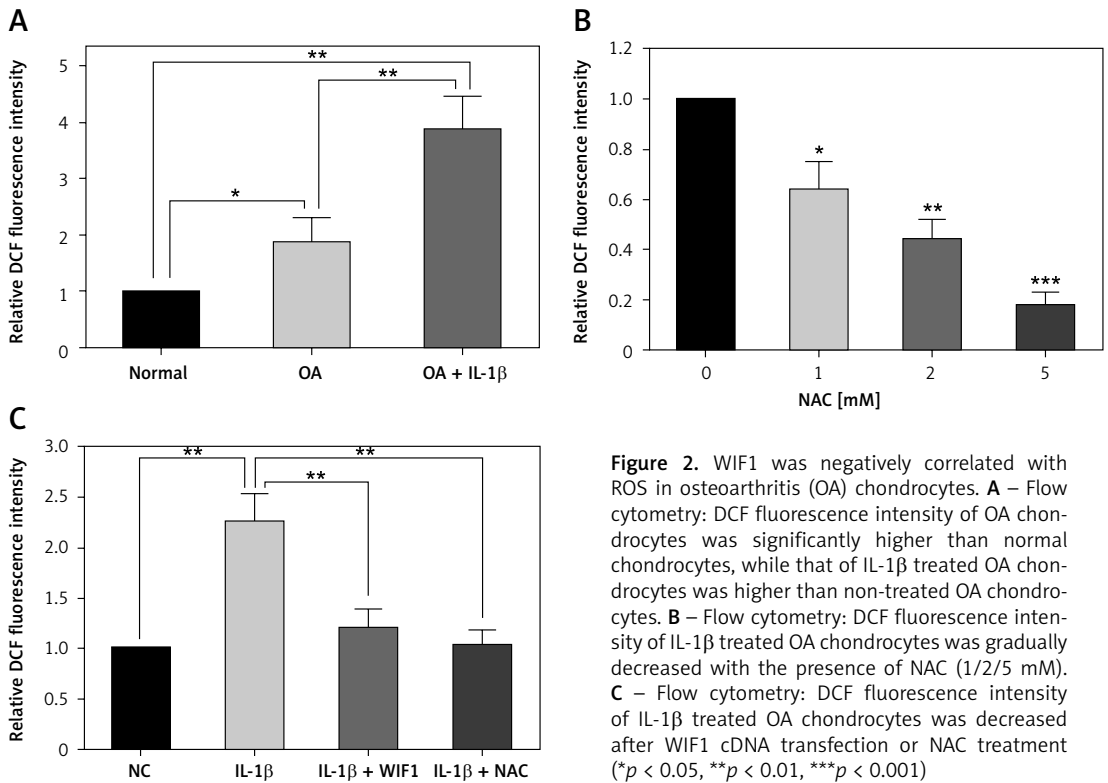 A
Relative DCF fluorescence intensity
5
4
3
2
1
0
**
**
*
Normal OA OA + IL-1β
B
Relative DCF fluorescence intensity
1.2
1.0
0.8
0.6
0.4
0.2
0
*
**
***
0 1 2 5
NAC [mM]
C
Relative DCF fluorescence intensity
3.0
2.5
2.0
1.5
1.0
0.5
0
** **
**
NC IL-1β IL-1β + WIF1 IL-1β + NAC
Figure 2. WIF1 was negatively correlated with
ROS in osteoarthritis (OA) chondrocytes. A – Flow
cytometry: DCF fluorescence intensity of OA chon-
drocytes was significantly higher than normal
chondrocytes, while that of IL-1β treated OA chon-
drocytes was higher than non-treated OA chondro-
cytes. B – Flow cytometry: DCF fluorescence inten-
sity of IL-1β treated OA chondrocytes was gradually
decreased with the presence of NAC (1/2/5 mM).
C – Flow cytometry: DCF fluorescence intensity
of IL-1β treated OA chondrocytes was decreased
after WIF1 cDNA transfection or NAC treatment
(*p < 0.05, **p < 0.01, ***p < 0.001)